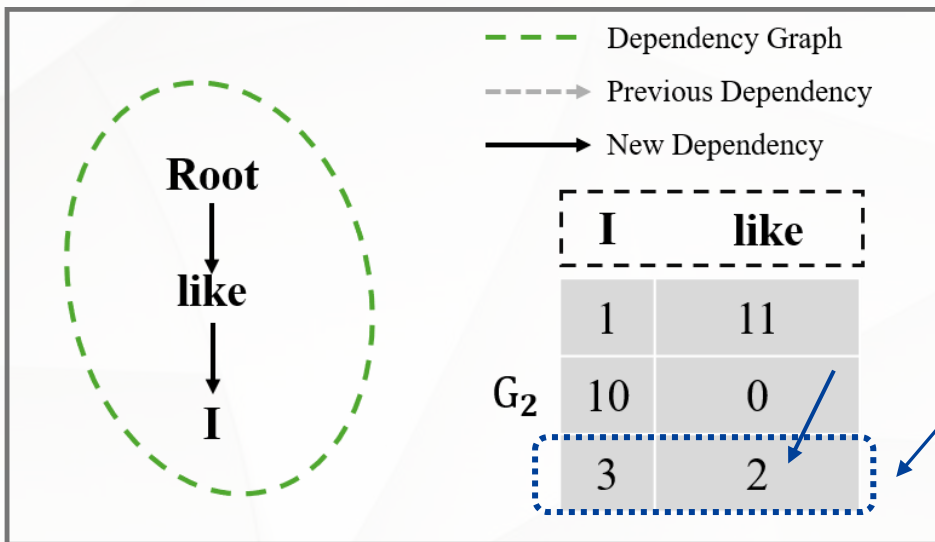 Dependency Graph
Previous Dependency
New Dependency
Root
like
I
I like
1 11
G₂ 10 0
3 2